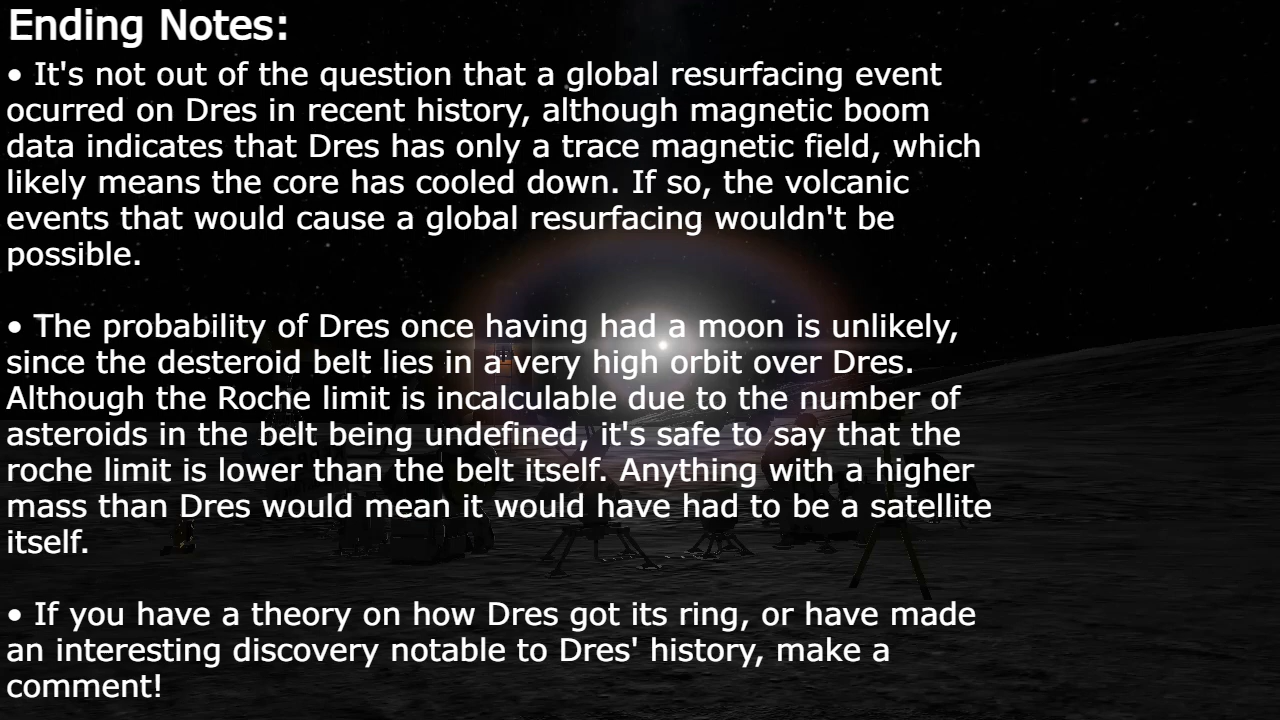 Ending Notes:
• It's not out of the question that a global resurfacing event
ocurred on Dres in recent history, although magnetic boom
data indicates that Dres has only a trace magnetic field, which
likely means the core has cooled down. If so, the volcanic
events that would cause a global resurfacing wouldn't be
possible.
• The probability of Dres once having had a moon is unlikely,
since the desteroid belt lies in a very high orbit over Dres.
Although the Roche limit is incalculable due to the number of
asteroids in the belt being undefined, it's safe to say that the
roche limit is lower than the belt itself. Anything with a higher
mass than Dres would mean it would have had to be a satellite
itself.
• If you have a theory on how Dres got its ring, or have made
an interesting discovery notable to Dres' history, make a
comment!